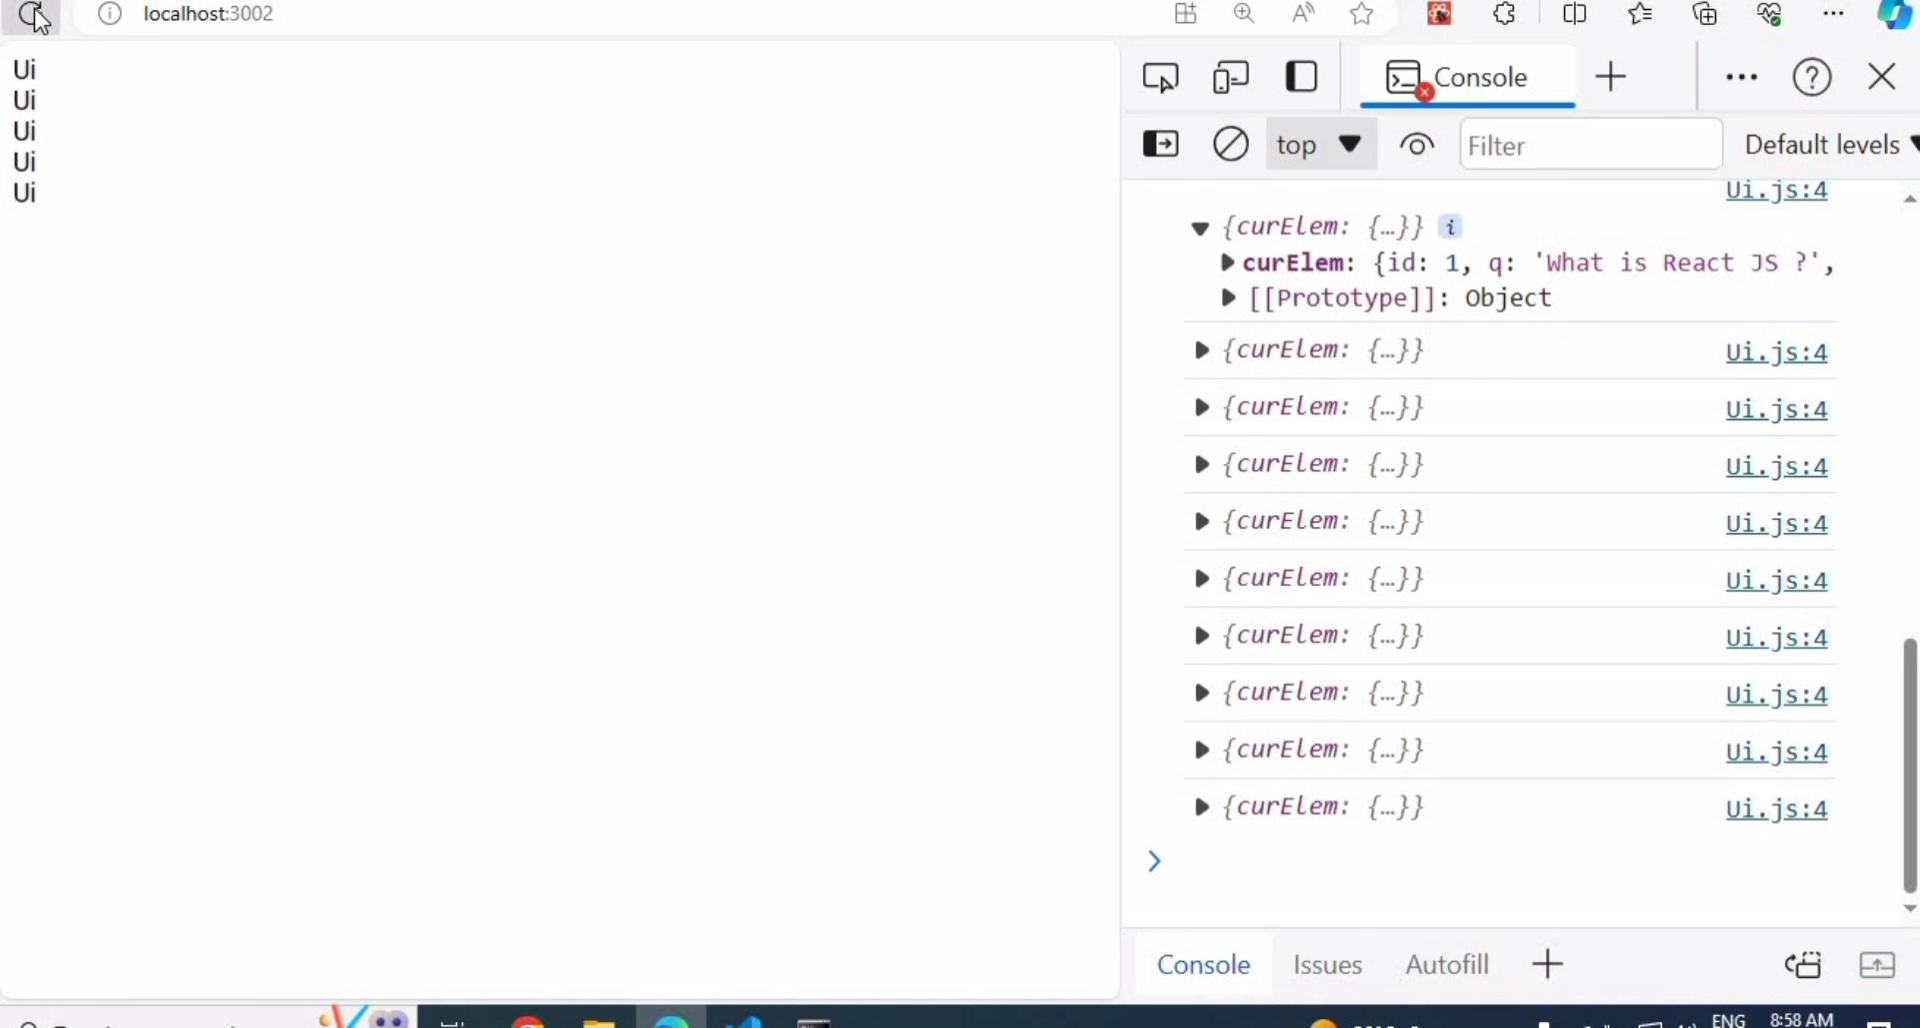 localhost:3002
Ui
Ui
Ui
Ui
Ui
Console
top
Filter
Default levels
Ui.js:4
{curElem: {…}} i
curElem: {id: 1, q: 'What is React JS ?',
[[Prototype]]: Object
{curElem: {…}} Ui.js:4
{curElem: {…}} Ui.js:4
{curElem: {…}} Ui.js:4
{curElem: {…}} Ui.js:4
{curElem: {…}} Ui.js:4
{curElem: {…}} Ui.js:4
{curElem: {…}} Ui.js:4
{curElem: {…}} Ui.js:4
{curElem: {…}} Ui.js:4
Console Issues Autofill
ENG 8:58 AM